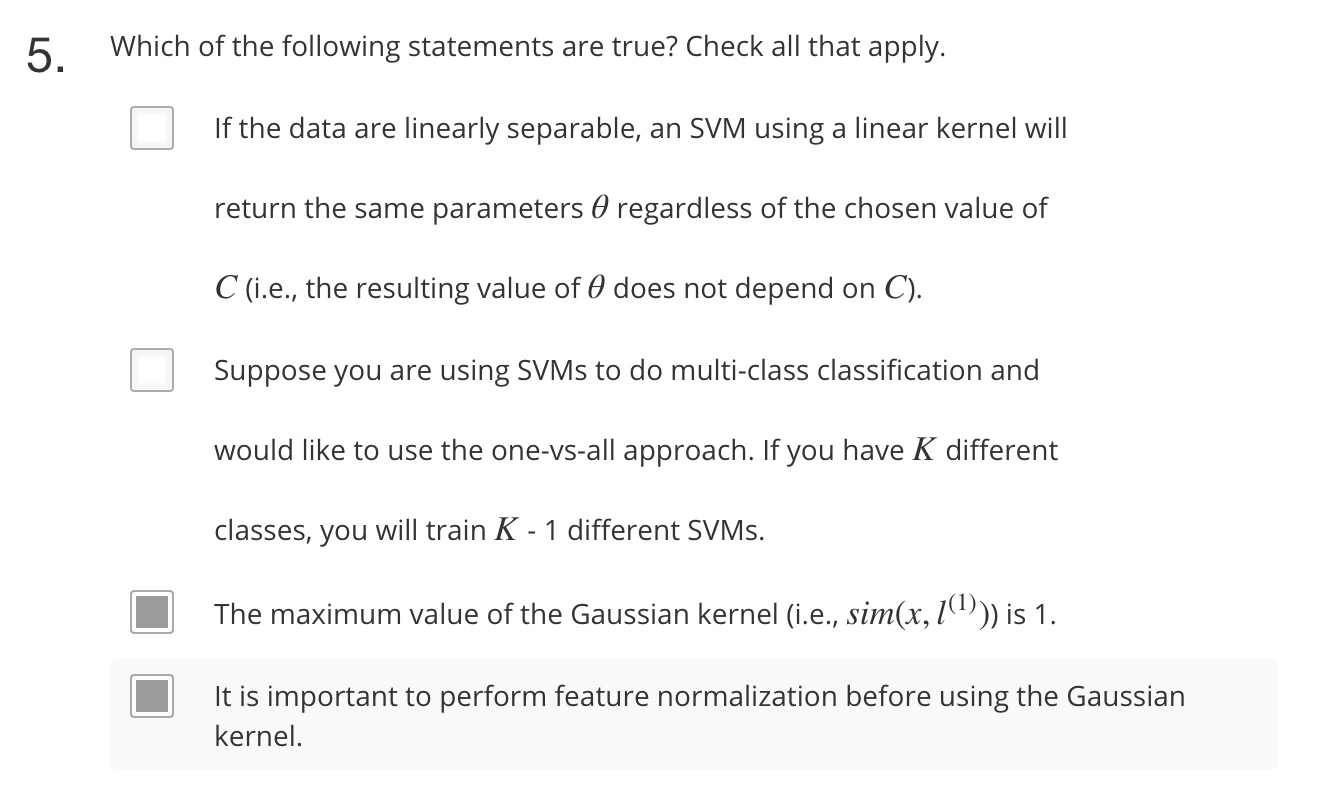 5. Which of the following statements are true? Check all that apply.
If the data are linearly separable, an SVM using a linear kernel will
return the same parameters θ regardless of the chosen value of
C (i.e., the resulting value of θ does not depend on C).
Suppose you are using SVMs to do multi-class classification and
would like to use the one-vs-all approach. If you have K different
classes, you will train K - 1 different SVMs.
The maximum value of the Gaussian kernel (i.e., sim(x, l⁽¹⁾)) is 1.
It is important to perform feature normalization before using the Gaussian
kernel.